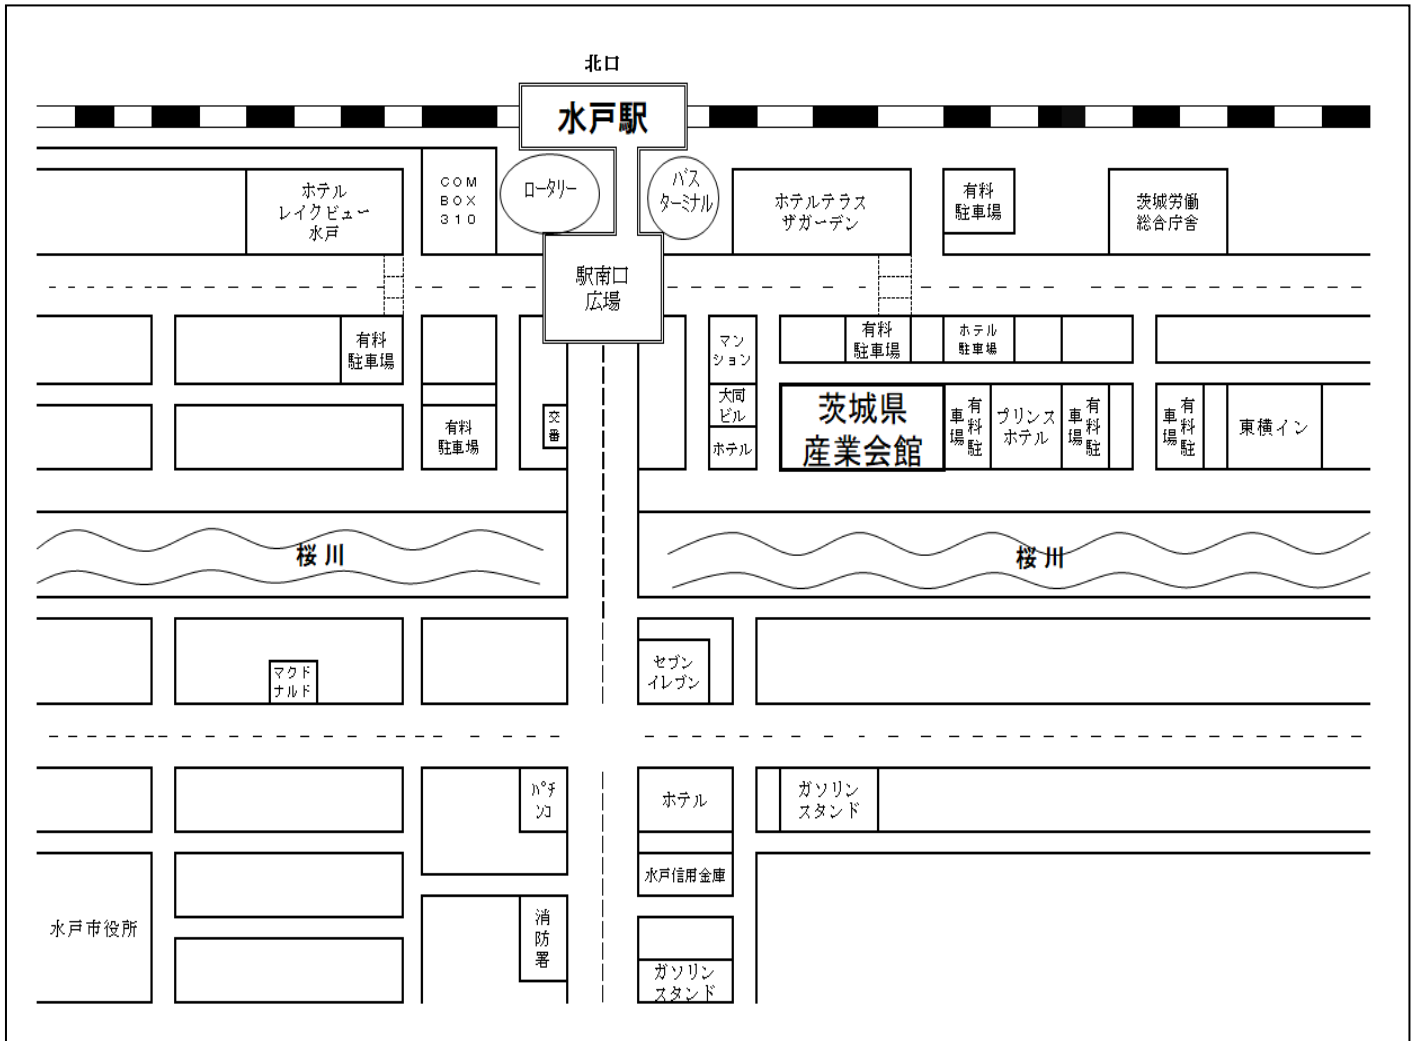 北口
水戸駅
ホテル
レイクビュー
水戸
COM
BOX
310
ロータリー
バス
ターミナル
ホテルテラス
ザガーデン
有料
駐車場
茨城労働
総合庁舎
駅南口
広場
有料
駐車場
マン
ション
有料
駐車場
ホテル
駐車場
大同
ビル
ホテル
有料
駐車場
交
番
茨城県
産業会館
有料駐
車場
プリンス
ホテル
有料駐
車場
有料駐
車場
東横イン
桜川
桜川
マクド
ナルド
セブン
イレブン
パチ
ンコ
ホテル
ガソリン
スタンド
水戸信用金庫
水戸市役所
消
防
署
ガソリン
スタンド